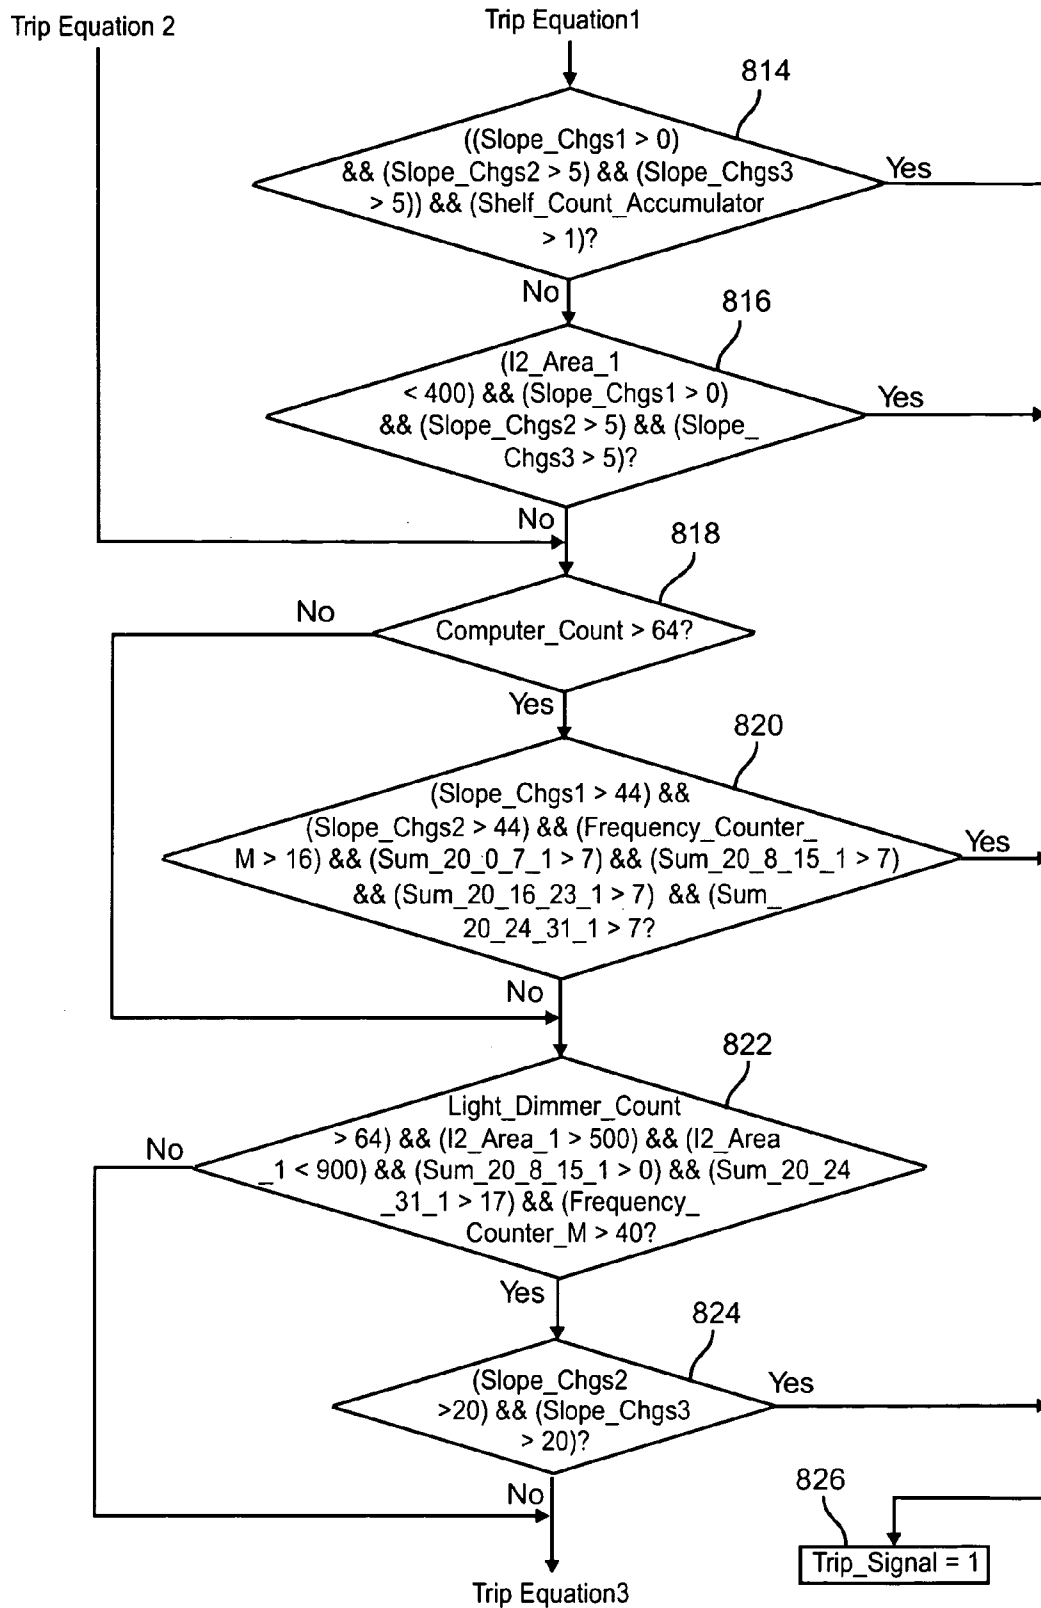 Trip Equation 2
Trip Equation1
814
((Slope_Chgs1 > 0)
&& (Slope_Chgs2 > 5) && (Slope_Chgs3
> 5)) && (Shelf_Count_Accumulator
> 1)?
Yes
No
816
(I2_Area_1
< 400) && (Slope_Chgs1 > 0)
&& (Slope_Chgs2 > 5) && (Slope_
Chgs3 > 5)?
Yes
No
818
Computer_Count > 64?
No
Yes
820
(Slope_Chgs1 > 44) &&
(Slope_Chgs2 > 44) && (Frequency_Counter_
M > 16) && (Sum_20_0_7_1 > 7) && (Sum_20_8_15_1 > 7)
&& (Sum_20_16_23_1 > 7) && (Sum_
20_24_31_1 > 7?
Yes
No
822
Light_Dimmer_Count
> 64) && (I2_Area_1 > 500) && (I2_Area
_1 < 900) && (Sum_20_8_15_1 > 0) && (Sum_20_24
_31_1 > 17) && (Frequency_
Counter_M > 40?
No
Yes
824
(Slope_Chgs2
>20) && (Slope_Chgs3
> 20)?
Yes
No
826
Trip_Signal = 1
Trip Equation3